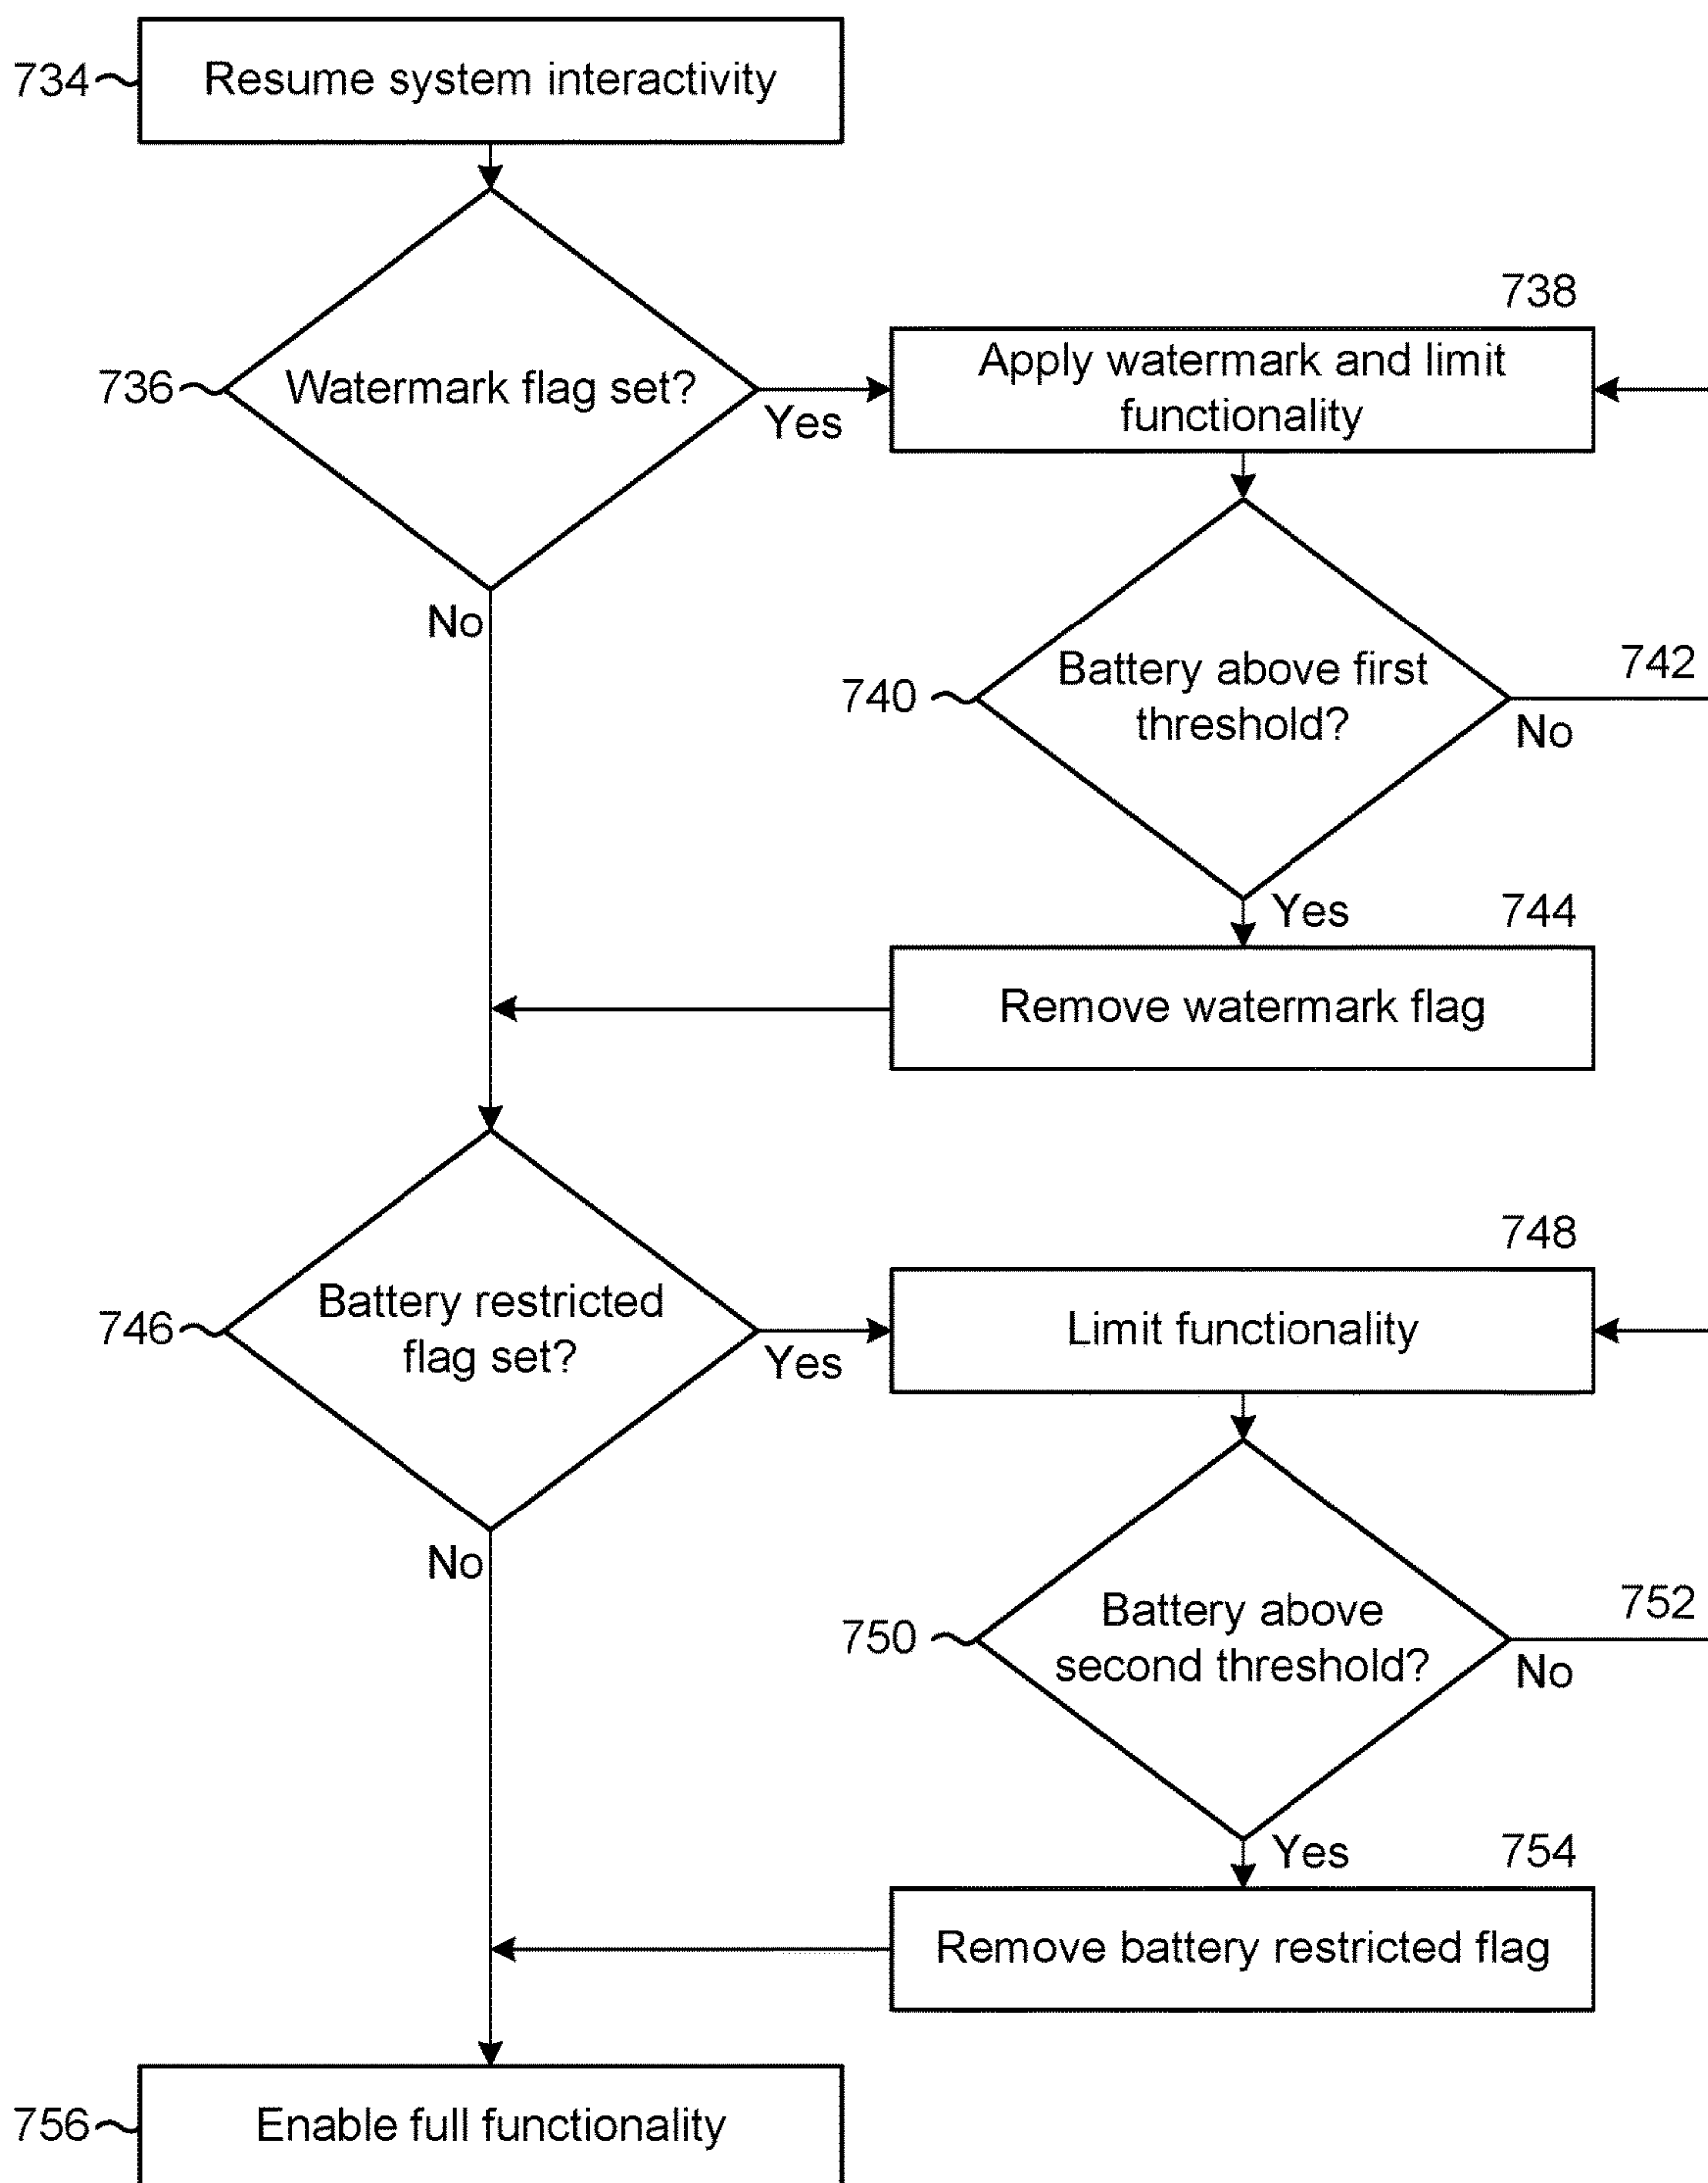 734
Resume system interactivity
736
Watermark flag set?
Yes
No
738
Apply watermark and limit
functionality
740
Battery above first
threshold?
742
No
Yes
744
Remove watermark flag
746
Battery restricted
flag set?
Yes
No
748
Limit functionality
750
Battery above
second threshold?
752
No
Yes
754
Remove battery restricted flag
756
Enable full functionality